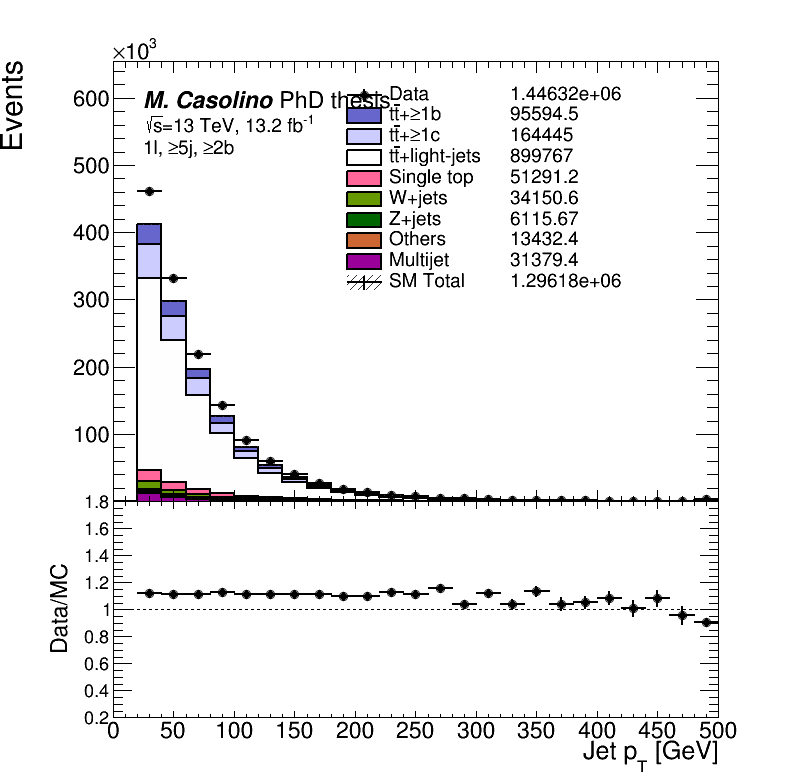 ×10³
Events
600
500
400
300
200
100
M. Casolino PhD thesis
√s=13 TeV, 13.2 fb⁻¹
1l, ≥5j, ≥2b
Data 1.44632e+06
tt̄+≥1b 95594.5
tt̄+≥1c 164445
tt̄+light-jets 899767
Single top 51291.2
W+jets 34150.6
Z+jets 6115.67
Others 13432.4
Multijet 31379.4
SM Total 1.29618e+06
Data/MC
1.8
1.6
1.4
1.2
1
0.8
0.6
0.4
0.2
0 50 100 150 200 250 300 350 400 450 500
Jet p_T [GeV]